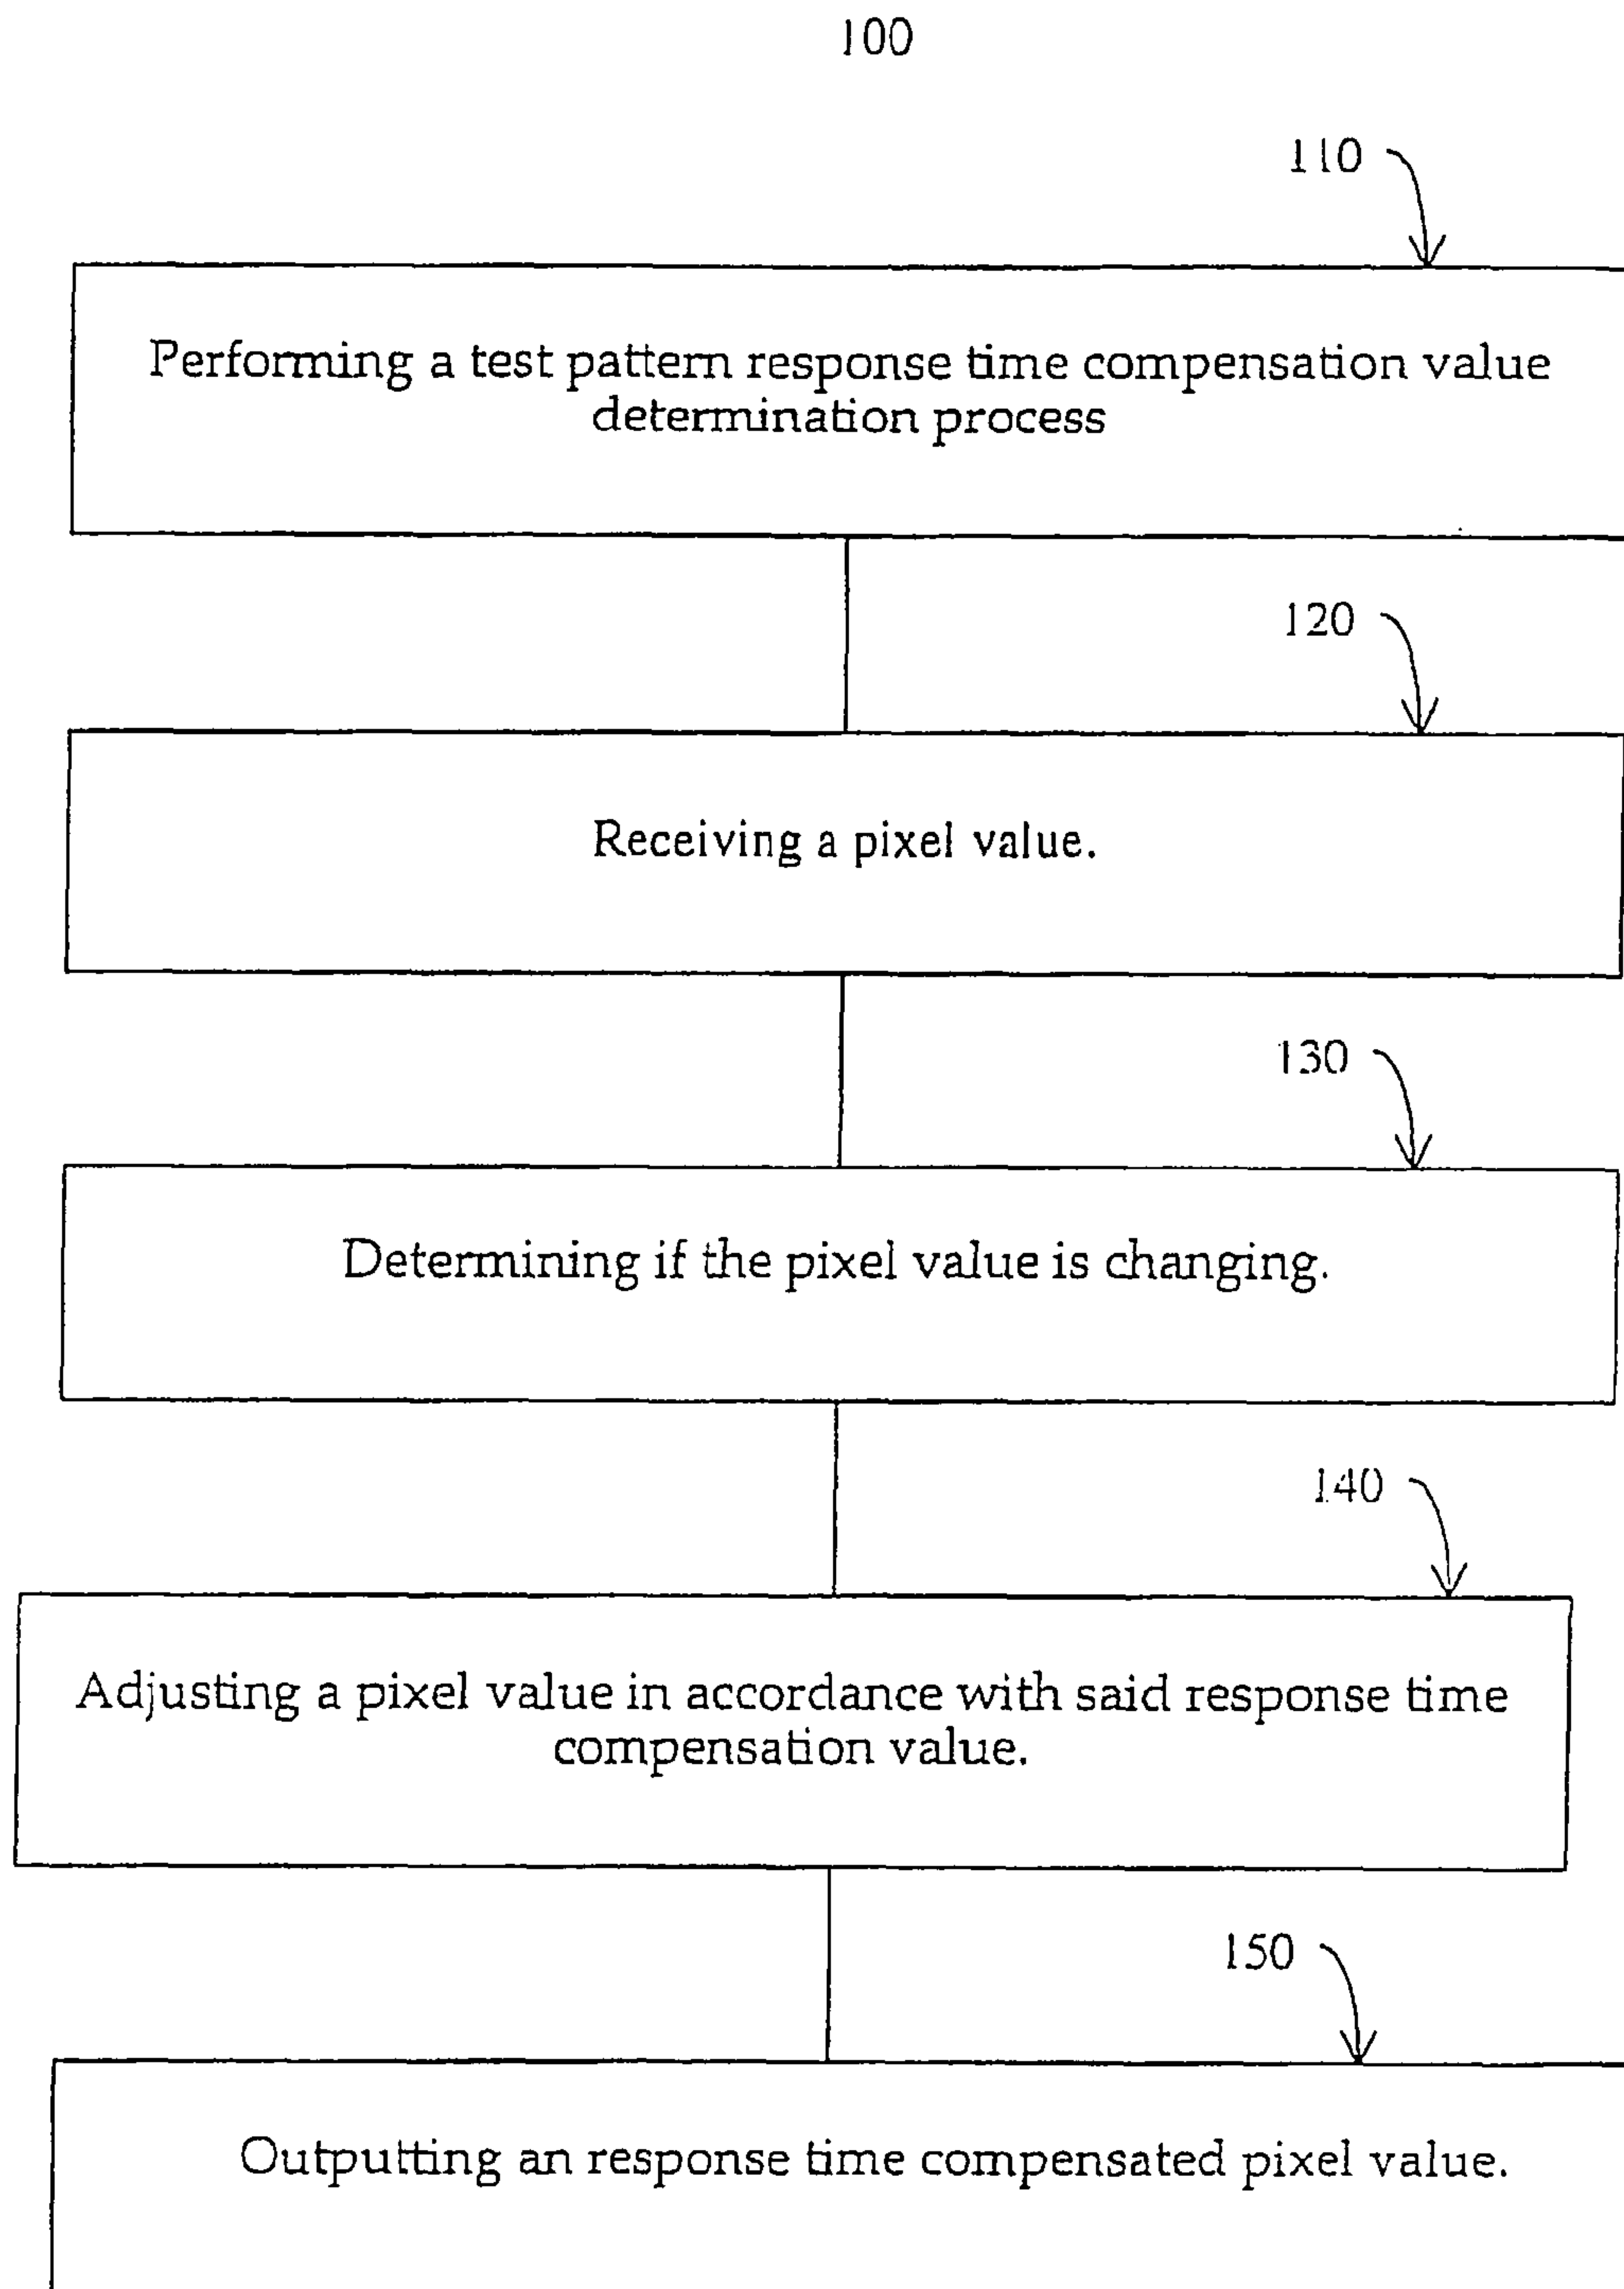 100
110
Performing a test pattern response time compensation value
determination process
120
Receiving a pixel value.
130
Determining if the pixel value is changing.
140
Adjusting a pixel value in accordance with said response time
compensation value.
150
Outputting an response time compensated pixel value.